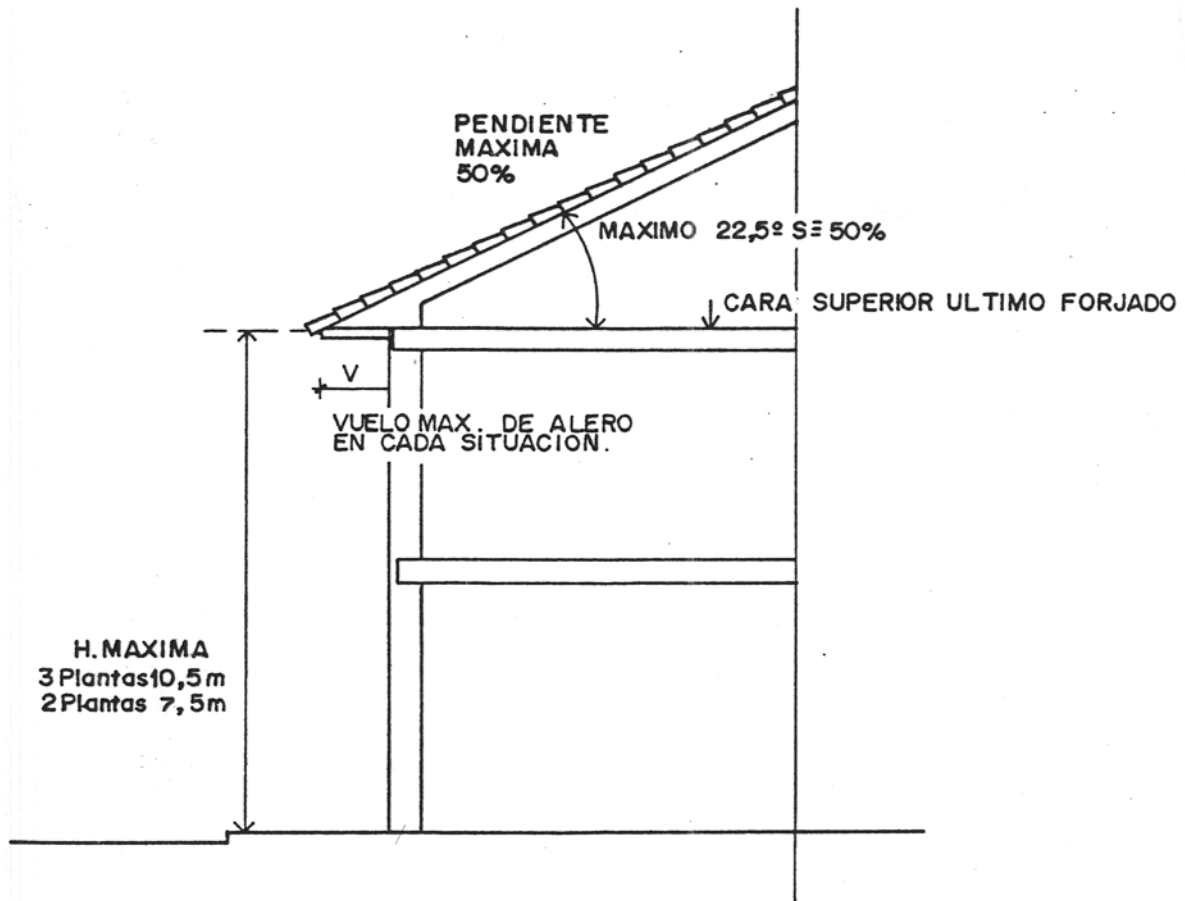 PENDIENTE
MAXIMA
50%
MAXIMO 22,5º S≡ 50%
CARA SUPERIOR ULTIMO FORJADO
V
VUELO MAX. DE ALERO
EN CADA SITUACION.
H. MAXIMA
3 Plantas 10,5 m
2 Plantas 7,5 m